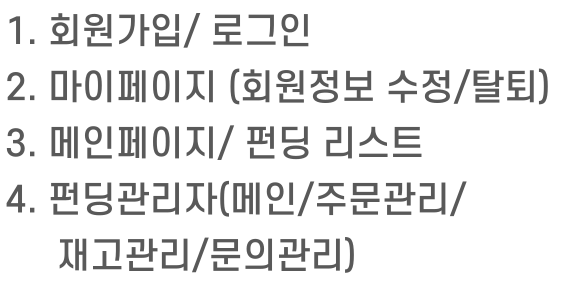 1. 회원가입/ 로그인
2. 마이페이지 (회원정보 수정/탈퇴)
3. 메인페이지/ 펀딩 리스트
4. 펀딩관리자(메인/주문관리/
재고관리/문의관리)